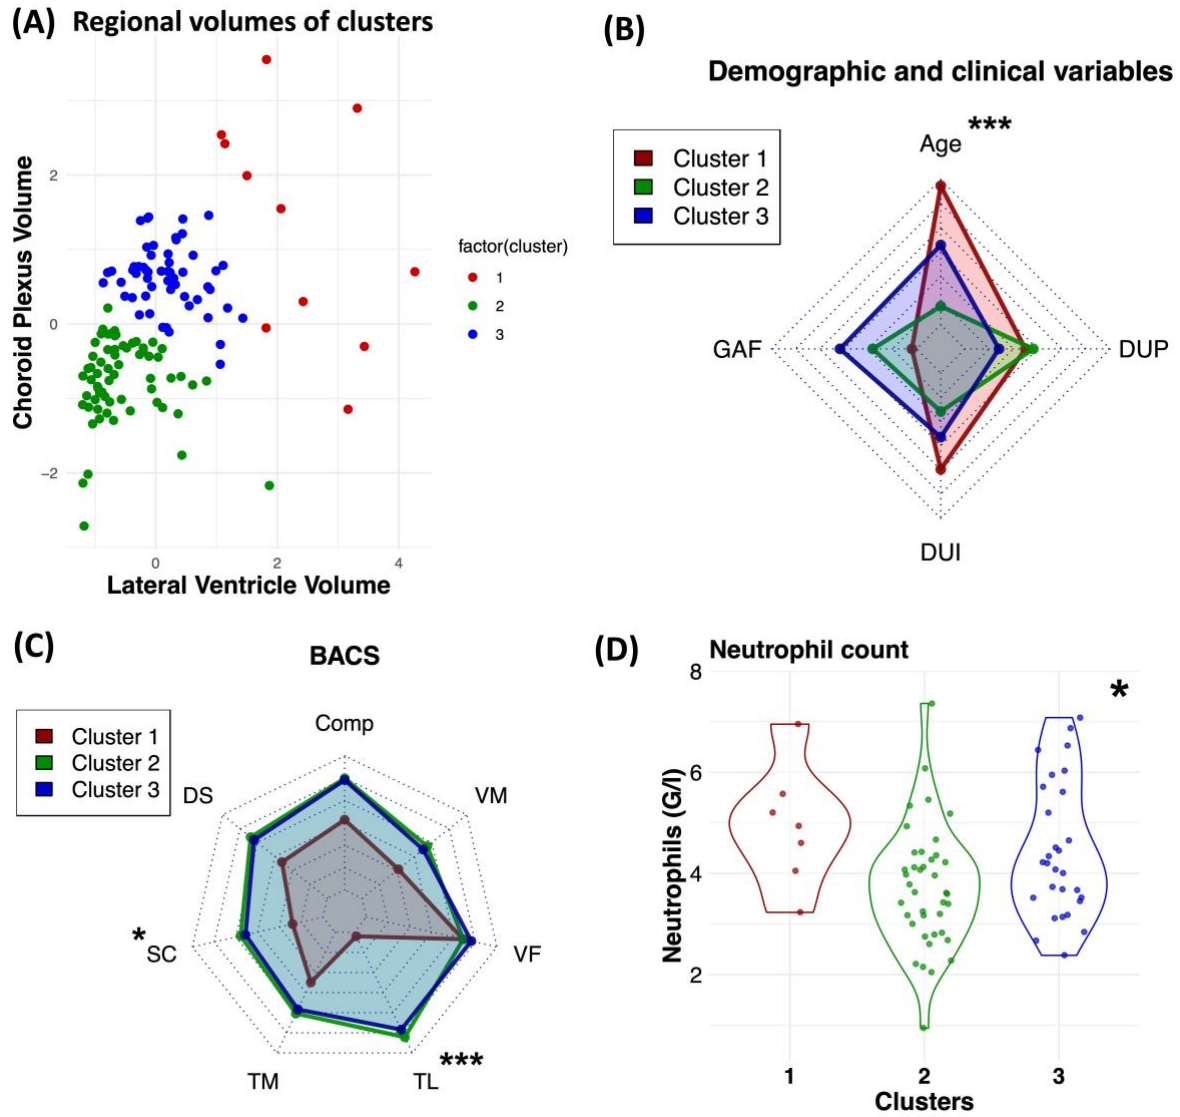 (A) Regional volumes of clusters
Choroid Plexus Volume
2
0
−2
0 2 4
Lateral Ventricle Volume
factor(cluster)
1
2
3
(B)
Demographic and clinical variables
Cluster 1
Cluster 2
Cluster 3
Age ***
GAF
DUP
DUI
(C)
BACS
Cluster 1
Cluster 2
Cluster 3
Comp
DS
VM
* SC
VF
TM
TL ***
(D) Neutrophil count
*
Neutrophils (G/l)
8
6
4
2
1 2 3
Clusters